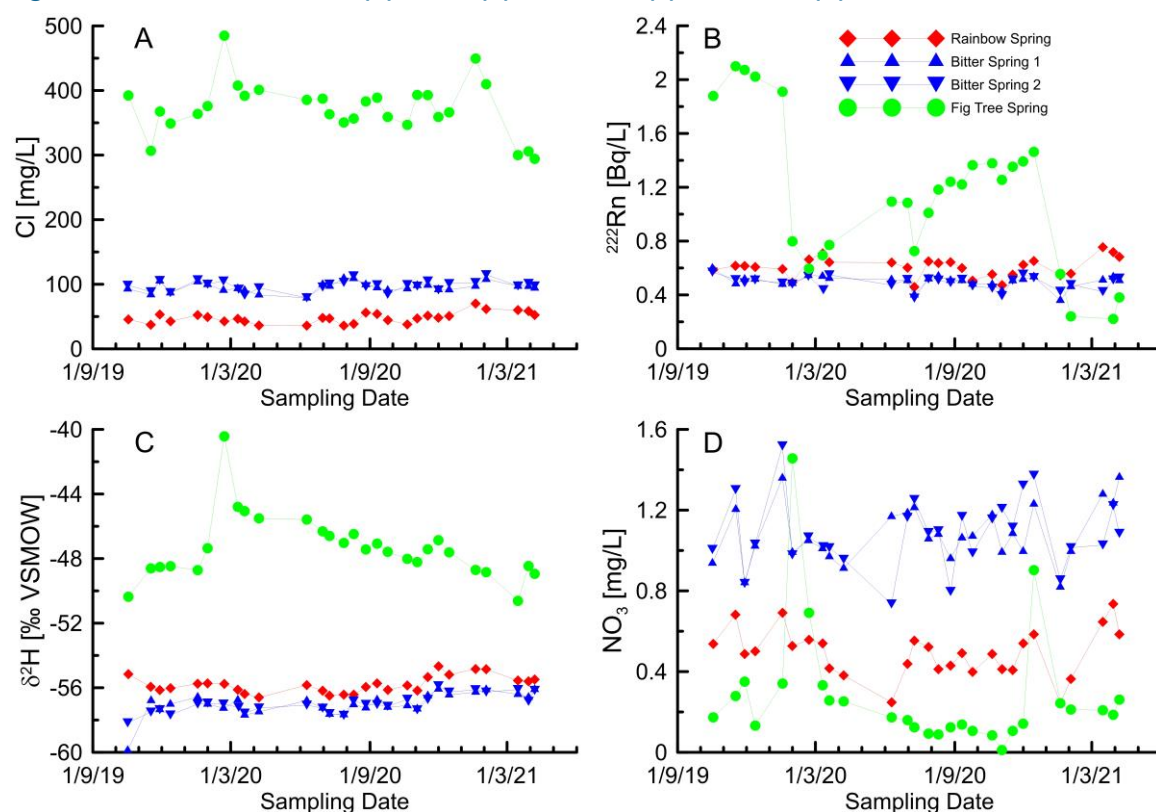 A
500
400
300
200
100
0
Cl [mg/L]
1/9/19 1/3/20 1/9/20 1/3/21
Sampling Date
B
2.4
2
1.6
1.2
0.8
0.4
0
²²²Rn [Bq/L]
Rainbow Spring
Bitter Spring 1
Bitter Spring 2
Fig Tree Spring
1/9/19 1/3/20 1/9/20 1/3/21
Sampling Date
C
-40
-44
-48
-52
-56
-60
δ²H [‰ VSMOW]
1/9/19 1/3/20 1/9/20 1/3/21
Sampling Date
D
1.6
1.2
0.8
0.4
0
NO₃ [mg/L]
1/9/19 1/3/20 1/9/20 1/3/21
Sampling Date